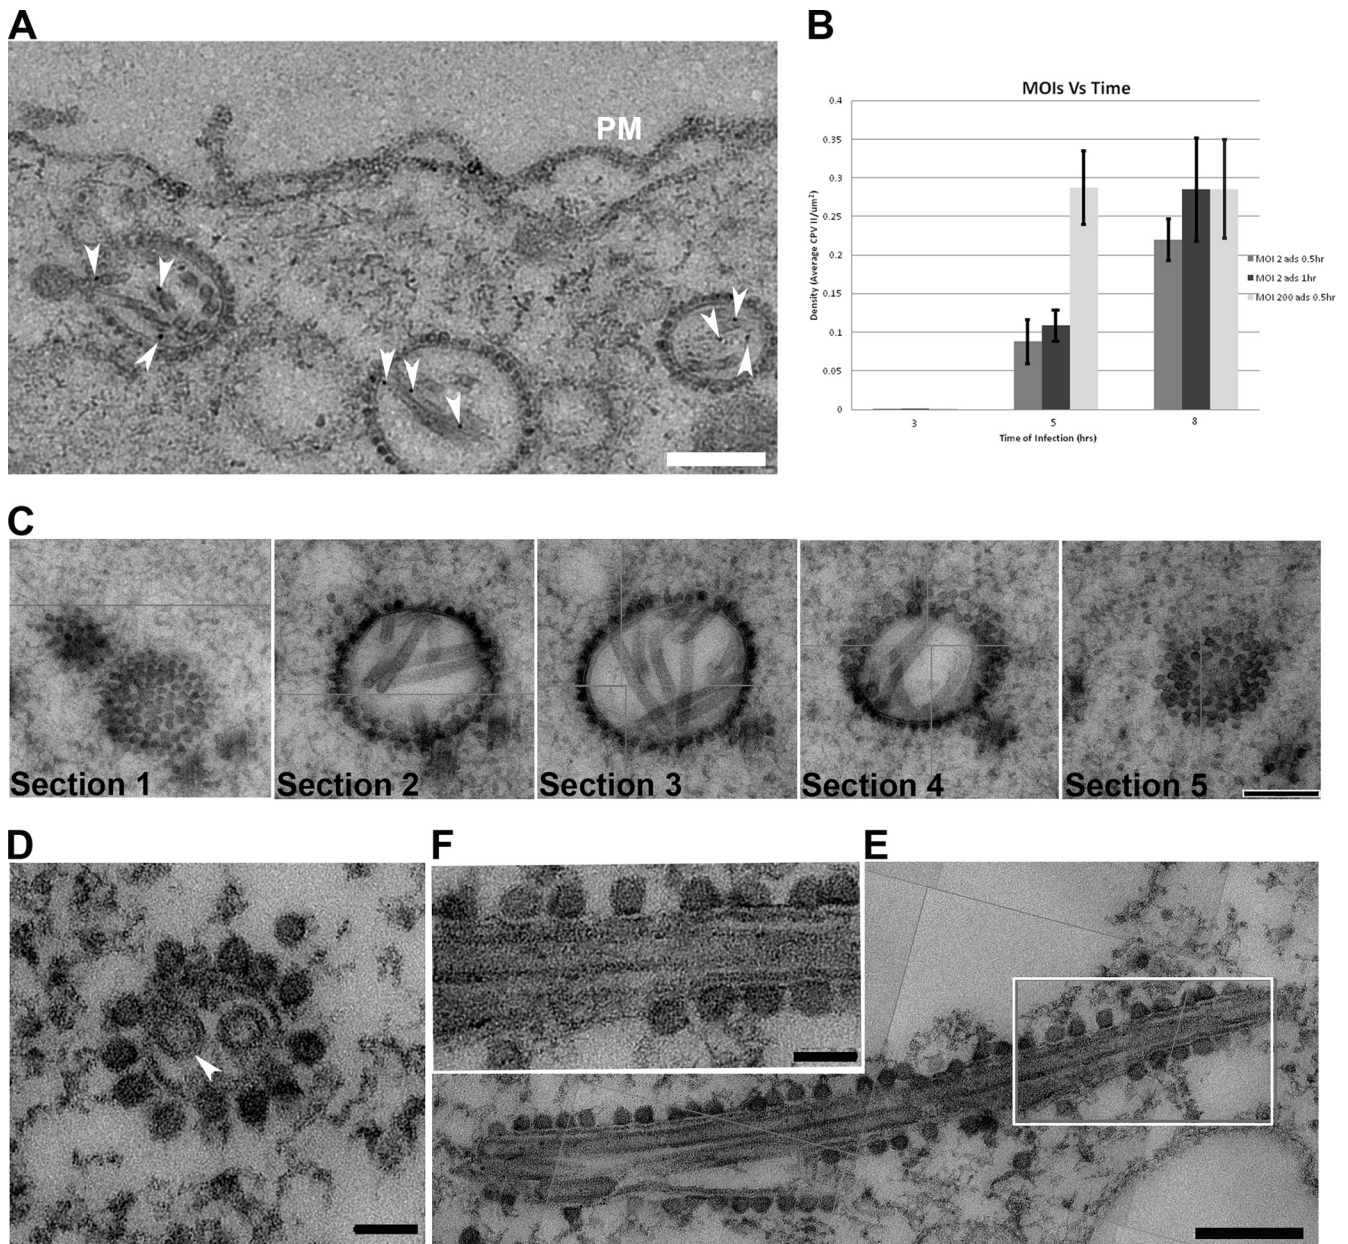 A
PM
B
MOIs Vs Time
0.4
0.35
0.3
0.25
0.2
0.15
0.1
0.05
0
Density (Average CPV II/um²)
3
5
8
Time of Infection (hrs)
MOI 2 ads 0.5hr
MOI 2 ads 1hr
MOI 200 ads 0.5hr
C
Section 1
Section 2
Section 3
Section 4
Section 5
D
F
E